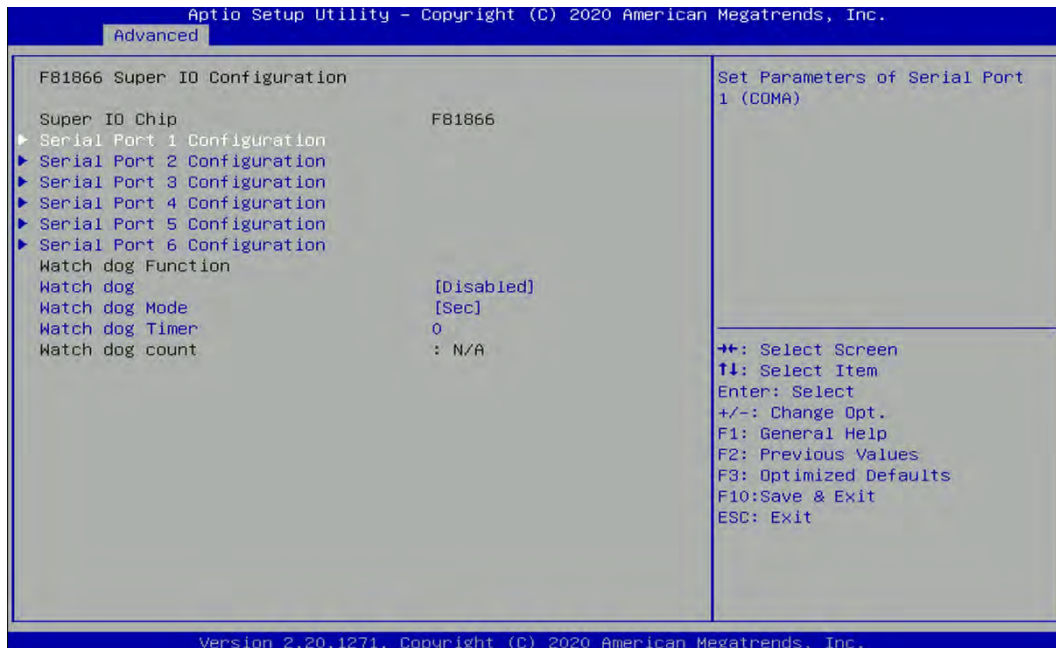 Aptio Setup Utility – Copyright (C) 2020 American Megatrends, Inc.
Advanced
F81866 Super IO Configuration
Super IO Chip F81866
Serial Port 1 Configuration
Serial Port 2 Configuration
Serial Port 3 Configuration
Serial Port 4 Configuration
Serial Port 5 Configuration
Serial Port 6 Configuration
Watch dog Function
Watch dog [Disabled]
Watch dog Mode [Sec]
Watch dog Timer 0
Watch dog count : N/A
Set Parameters of Serial Port
1 (COMA)
→←: Select Screen
↑↓: Select Item
Enter: Select
+/-: Change Opt.
F1: General Help
F2: Previous Values
F3: Optimized Defaults
F10:Save & Exit
ESC: Exit
Version 2.20.1271. Copyright (C) 2020 American Megatrends, Inc.